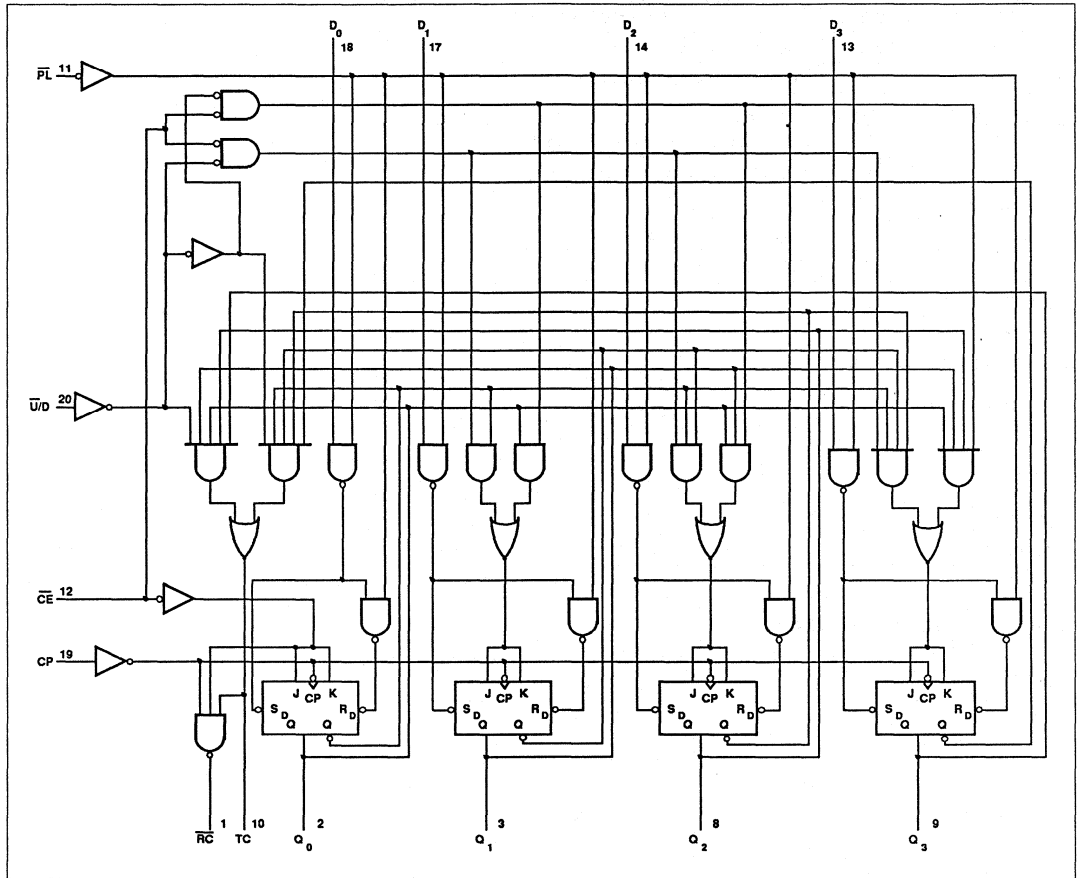 D0 D1 D2 D3
18 17 14 13
PL 11
U/D 20
CE 12
CP 19
J CP K J CP K J CP K J CP K
SD Q Q RD SD Q Q RD SD Q Q RD SD Q Q RD
1 10 2 3 8 9
RC TC Q0 Q1 Q2 Q3